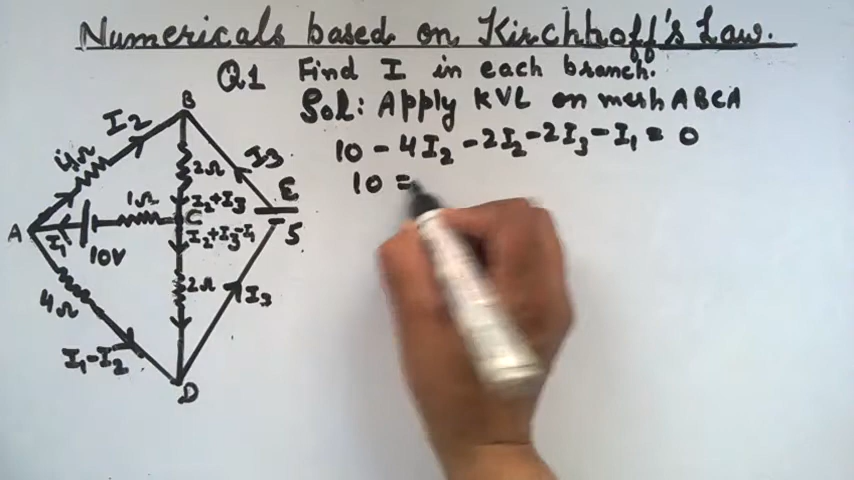 Numericals based on Kirchhoff's Law.
Q1 Find I in each branch.
Sol: Apply KVL on mesh ABCA
10 - 4I₂ - 2I₂ - 2I₃ - I₁ = 0
10 =
B
I₂
4Ω
2Ω
I₃
E
1Ω
I₂+I₃
C
A
I₁
I₂+I₃-I₁
5
10V
2Ω
4Ω
I₃
I₁-I₂
D